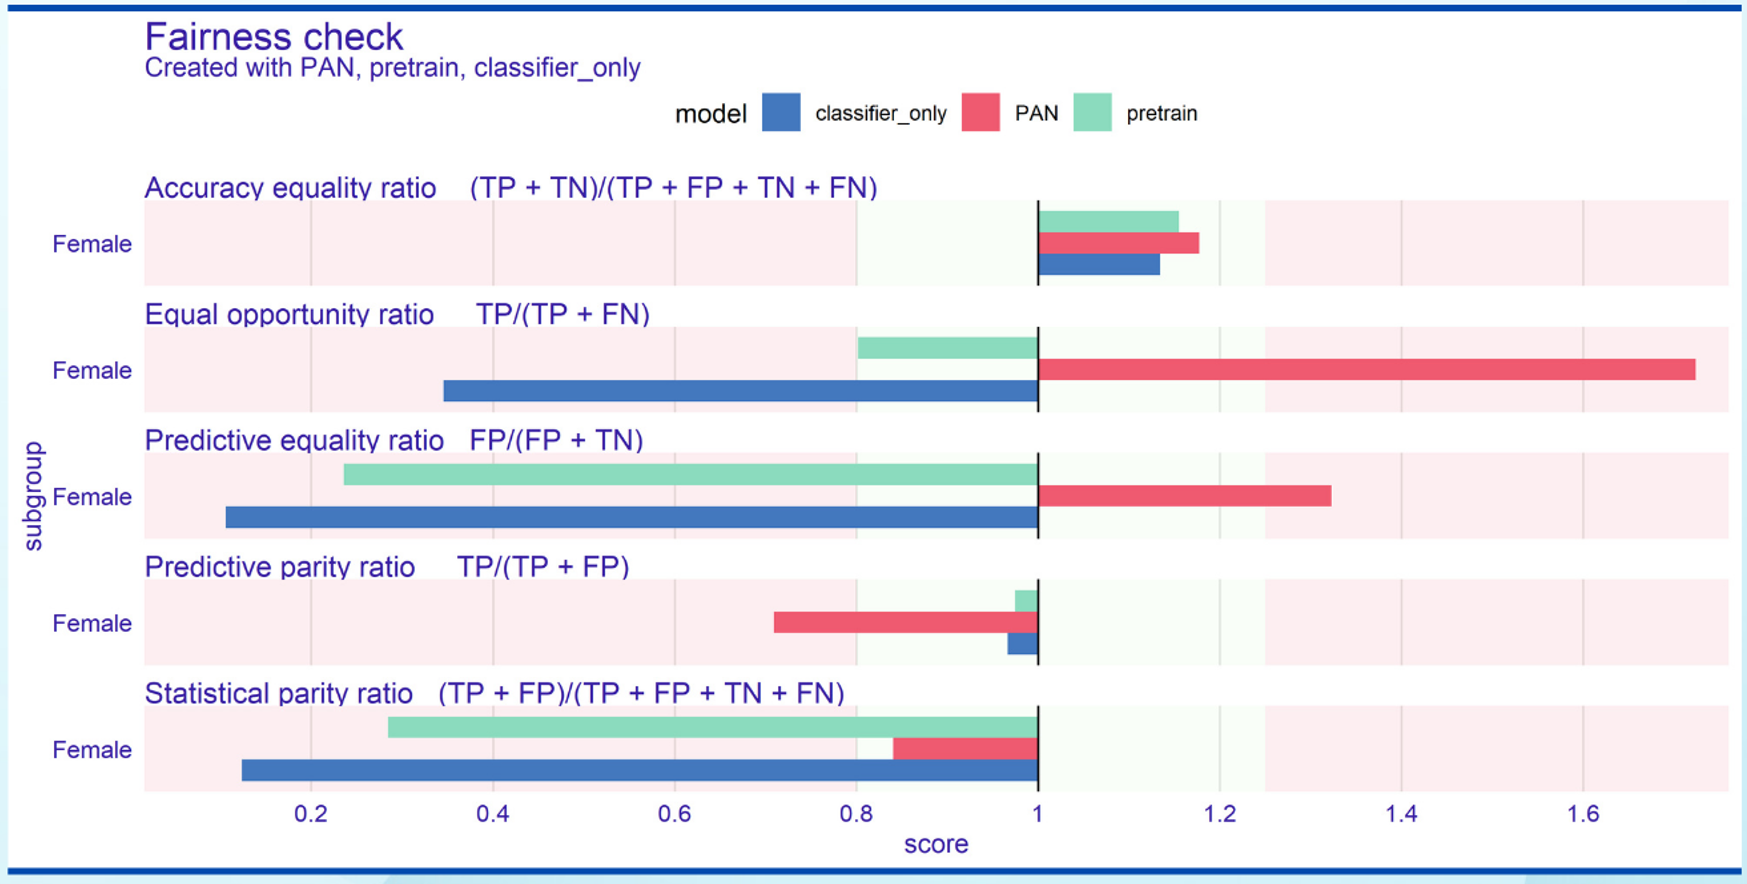 Fairness check
Created with PAN, pretrain, classifier_only
model classifier_only PAN pretrain
Accuracy equality ratio (TP + TN)/(TP + FP + TN + FN)
Female
Equal opportunity ratio TP/(TP + FN)
Female
Predictive equality ratio FP/(FP + TN)
Female
subgroup
Predictive parity ratio TP/(TP + FP)
Female
Statistical parity ratio (TP + FP)/(TP + FP + TN + FN)
Female
0.2 0.4 0.6 0.8 1 1.2 1.4 1.6
score